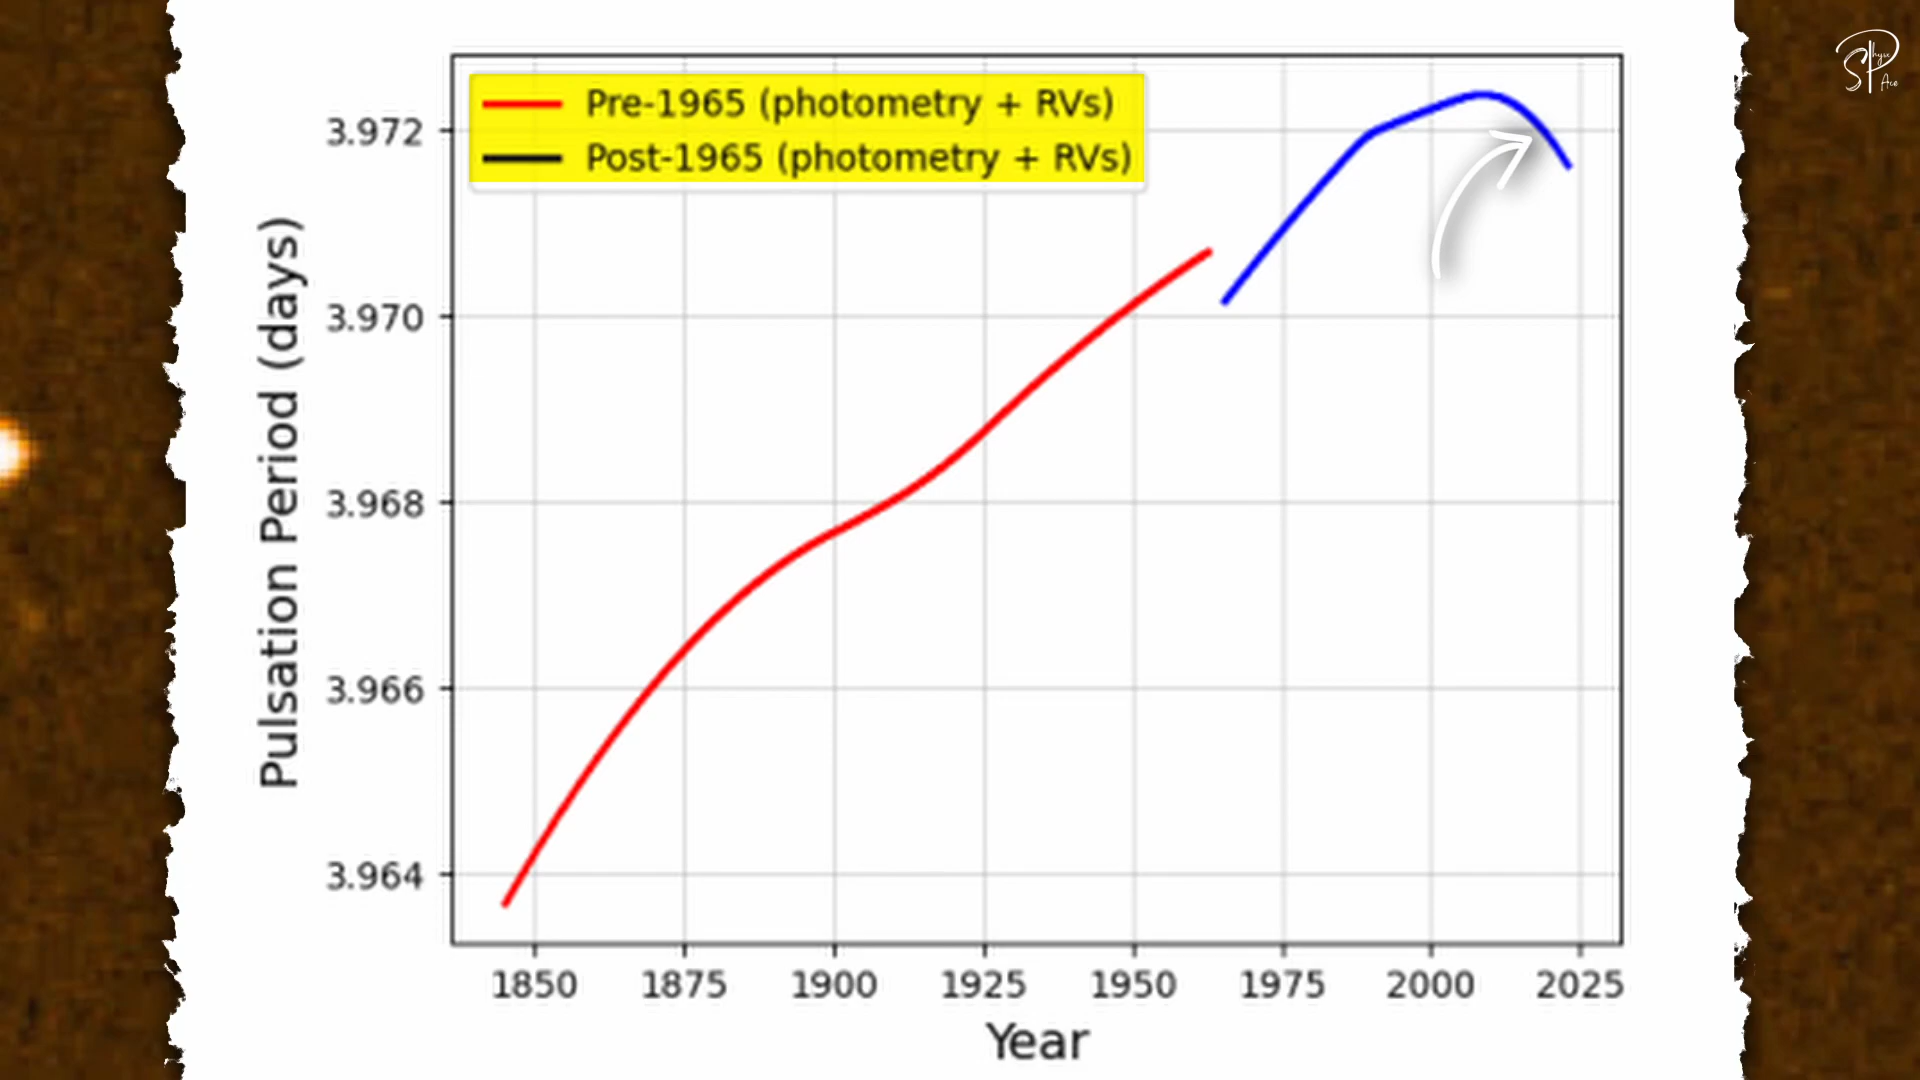 Pre-1965 (photometry + RVs)
Post-1965 (photometry + RVs)
3.972
3.970
3.968
3.966
3.964
Pulsation Period (days)
1850 1875 1900 1925 1950 1975 2000 2025
Year